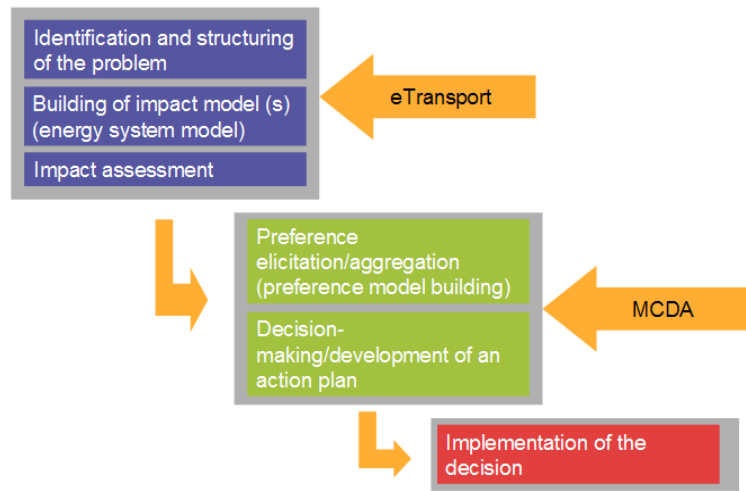 Identification and structuring
of the problem
Building of impact model (s)
(energy system model)
Impact assessment
eTransport
Preference
elicitation/aggregation
(preference model building)
Decision-
making/development of an
action plan
MCDA
Implementation of the
decision